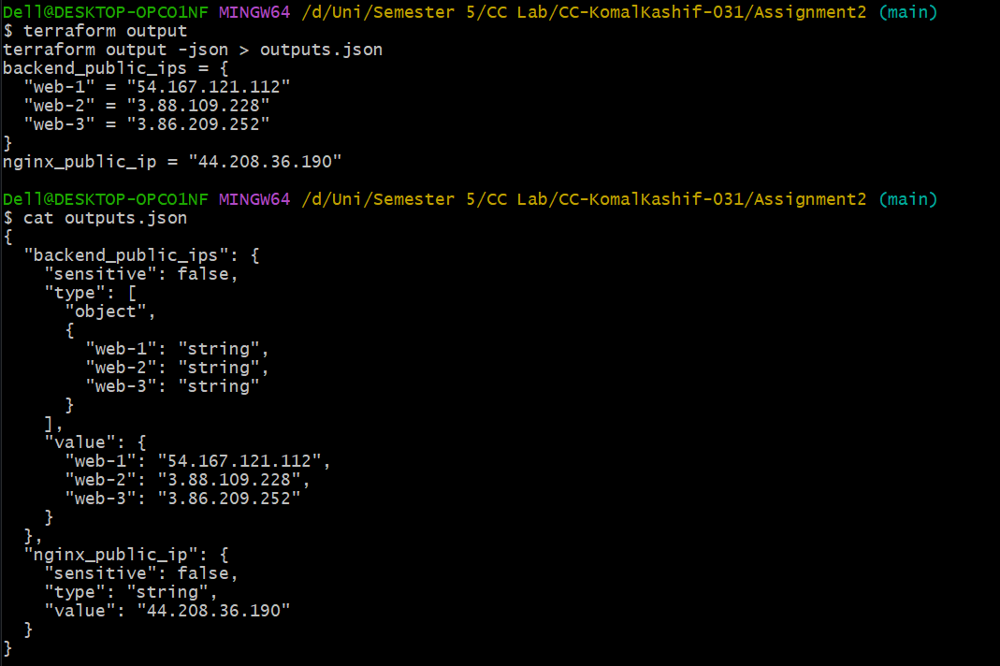 Dell@DESKTOP-OPCO1NF MINGW64 /d/Uni/Semester 5/CC Lab/CC-KomalKashif-031/Assignment2 (main)
$ terraform output
terraform output -json > outputs.json
backend_public_ips = {
  "web-1" = "54.167.121.112"
  "web-2" = "3.88.109.228"
  "web-3" = "3.86.209.252"
}
nginx_public_ip = "44.208.36.190"

Dell@DESKTOP-OPCO1NF MINGW64 /d/Uni/Semester 5/CC Lab/CC-KomalKashif-031/Assignment2 (main)
$ cat outputs.json
{
  "backend_public_ips": {
    "sensitive": false,
    "type": [
      "object",
      {
        "web-1": "string",
        "web-2": "string",
        "web-3": "string"
      }
    ],
    "value": {
      "web-1": "54.167.121.112",
      "web-2": "3.88.109.228",
      "web-3": "3.86.209.252"
    }
  },
  "nginx_public_ip": {
    "sensitive": false,
    "type": "string",
    "value": "44.208.36.190"
  }
}